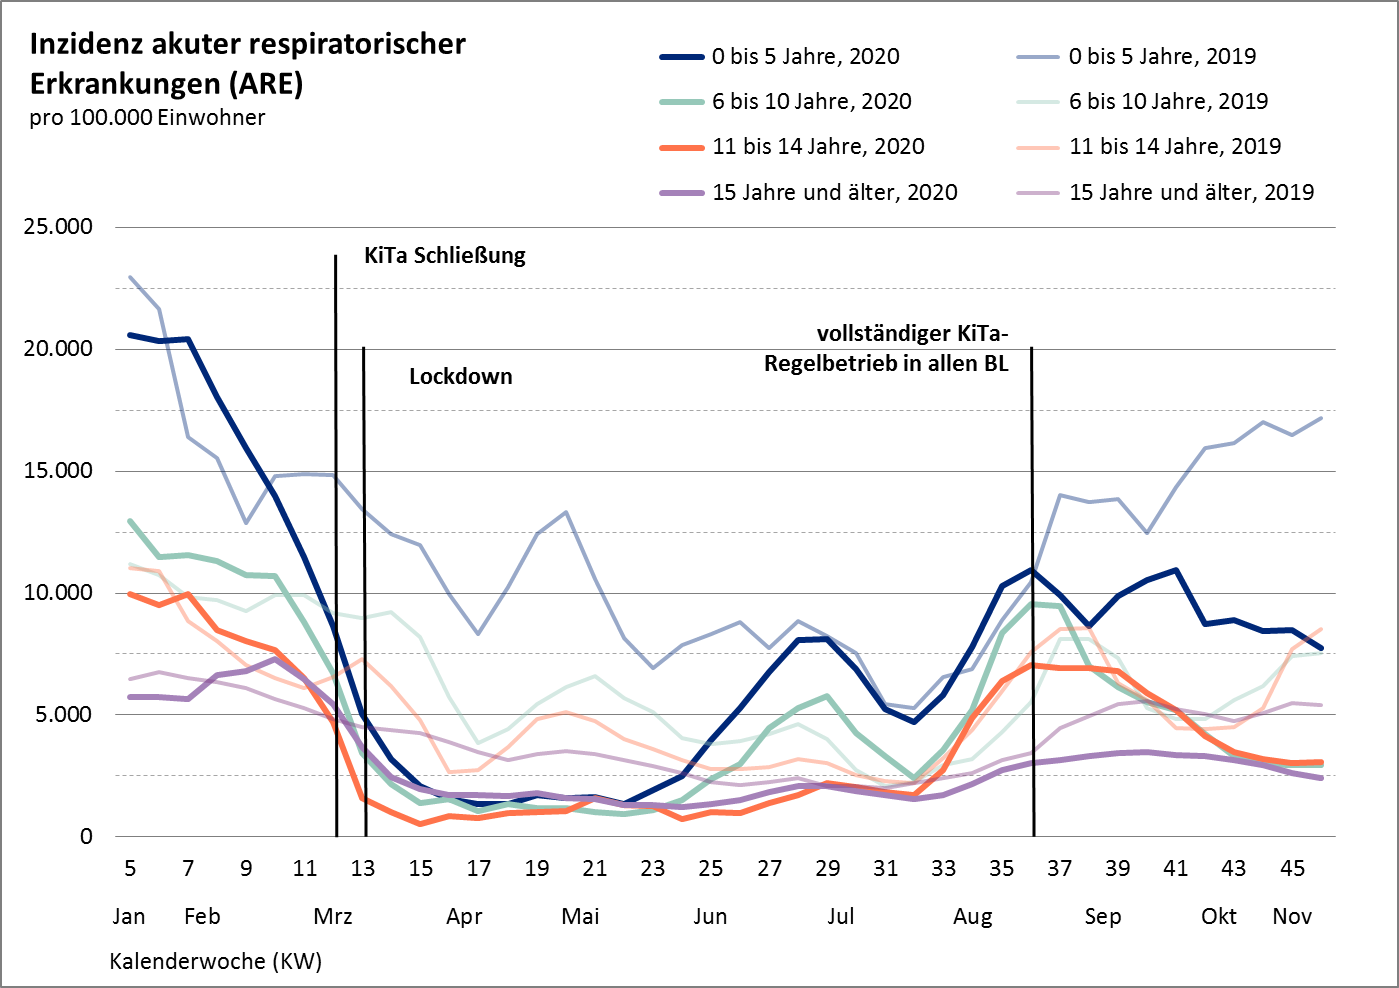 Inzidenz akuter respiratorischer
Erkrankungen (ARE)
pro 100.000 Einwohner
0 bis 5 Jahre, 2020
0 bis 5 Jahre, 2019
6 bis 10 Jahre, 2020
6 bis 10 Jahre, 2019
11 bis 14 Jahre, 2020
11 bis 14 Jahre, 2019
15 Jahre und älter, 2020
15 Jahre und älter, 2019
25.000
KiTa Schließung
vollständiger KiTa-
Regelbetrieb in allen BL
20.000
Lockdown
15.000
10.000
5.000
0
5 7 9 11 13 15 17 19 21 23 25 27 29 31 33 35 37 39 41 43 45
Jan Feb Mrz Apr Mai Jun Jul Aug Sep Okt Nov
Kalenderwoche (KW)